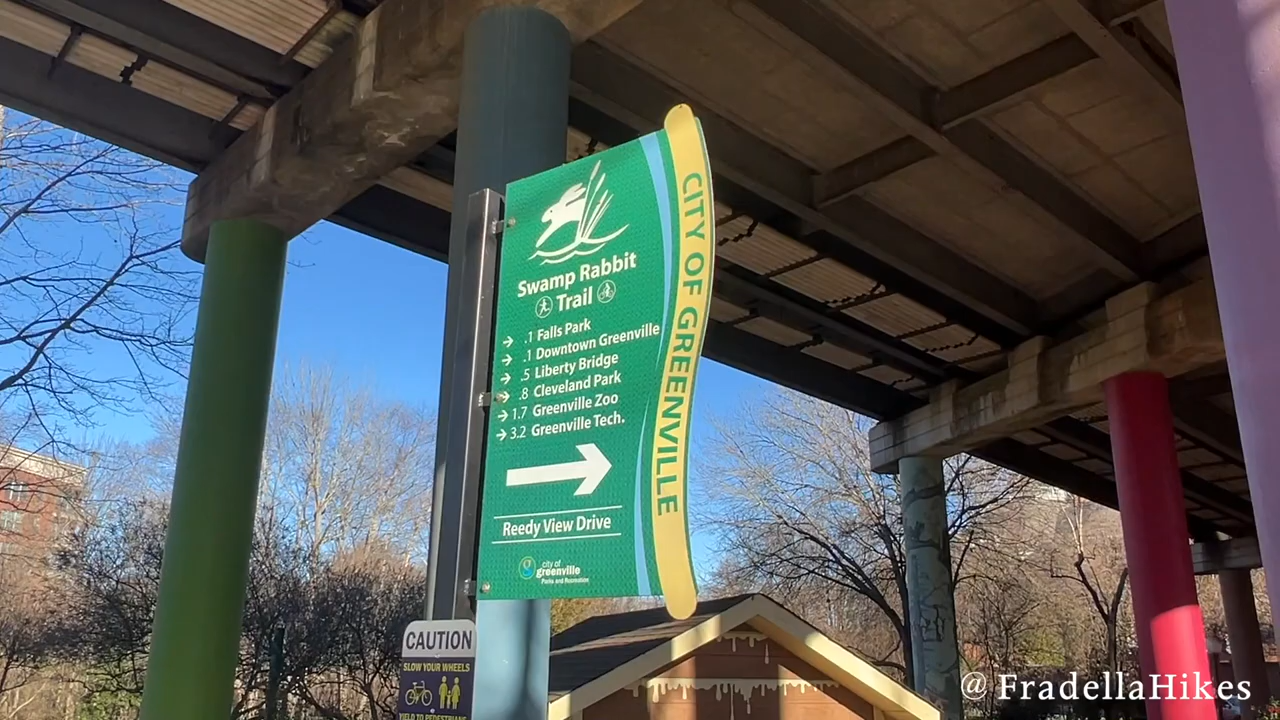 CITY OF GREENVILLE
Swamp Rabbit
Trail
→ .1 Falls Park
→ .1 Downtown Greenville
→ .5 Liberty Bridge
→ .8 Cleveland Park
→ 1.7 Greenville Zoo
→ 3.2 Greenville Tech.
Reedy View Drive
city of
greenville
Parks and Recreation
CAUTION
SLOW YOUR WHEELS
YIELD TO PEDESTRIANS
@FradellaHikes